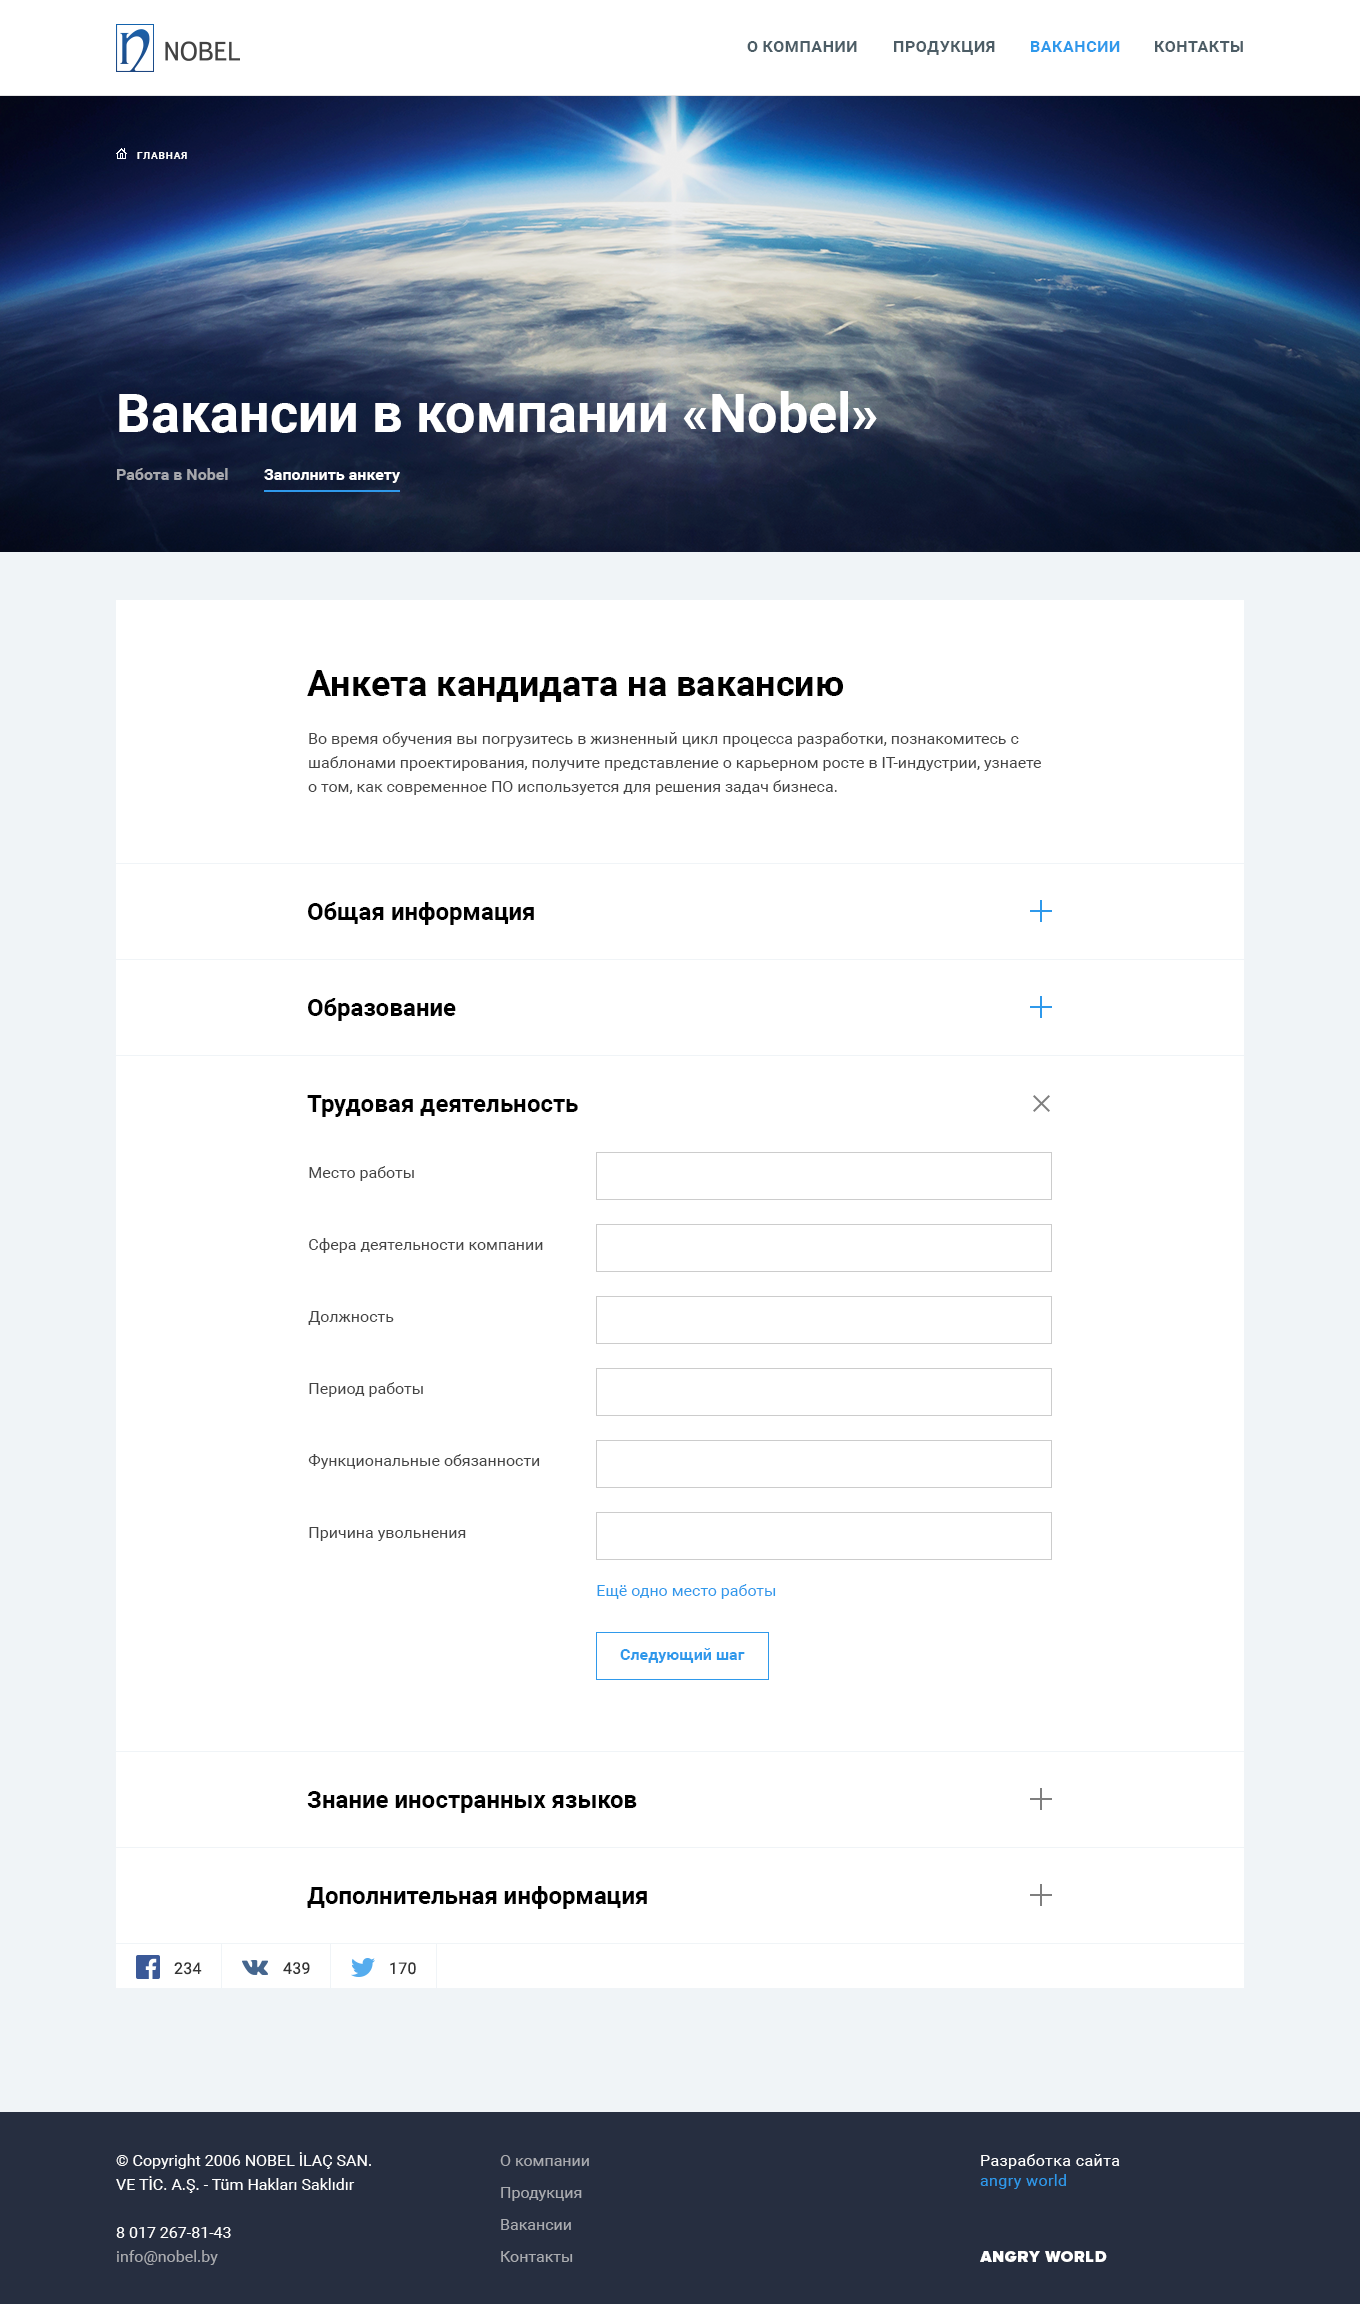 n NOBEL
О КОМПАНИИ ПРОДУКЦИЯ ВАКАНСИИ КОНТАКТЫ
ГЛАВНАЯ
Вакансии в компании «Nobel»
Работа в Nobel Заполнить анкету
Анкета кандидата на вакансию
Во время обучения вы погрузитесь в жизненный цикл процесса разработки, познакомитесь с
шаблонами проектирования, получите представление о карьерном росте в IT-индустрии, узнаете
о том, как современное ПО используется для решения задач бизнеса.
Общая информация
Образование
Трудовая деятельность
Место работы
Сфера деятельности компании
Должность
Период работы
Функциональные обязанности
Причина увольнения
Ещё одно место работы
Следующий шаг
Знание иностранных языков
Дополнительная информация
234 439 170
© Copyright 2006 NOBEL İLAÇ SAN.
VE TİC. A.Ş. - Tüm Hakları Saklıdır
8 017 267-81-43
info@nobel.by
О компании
Продукция
Вакансии
Контакты
Разработка сайта
angry world
ANGRY WORLD